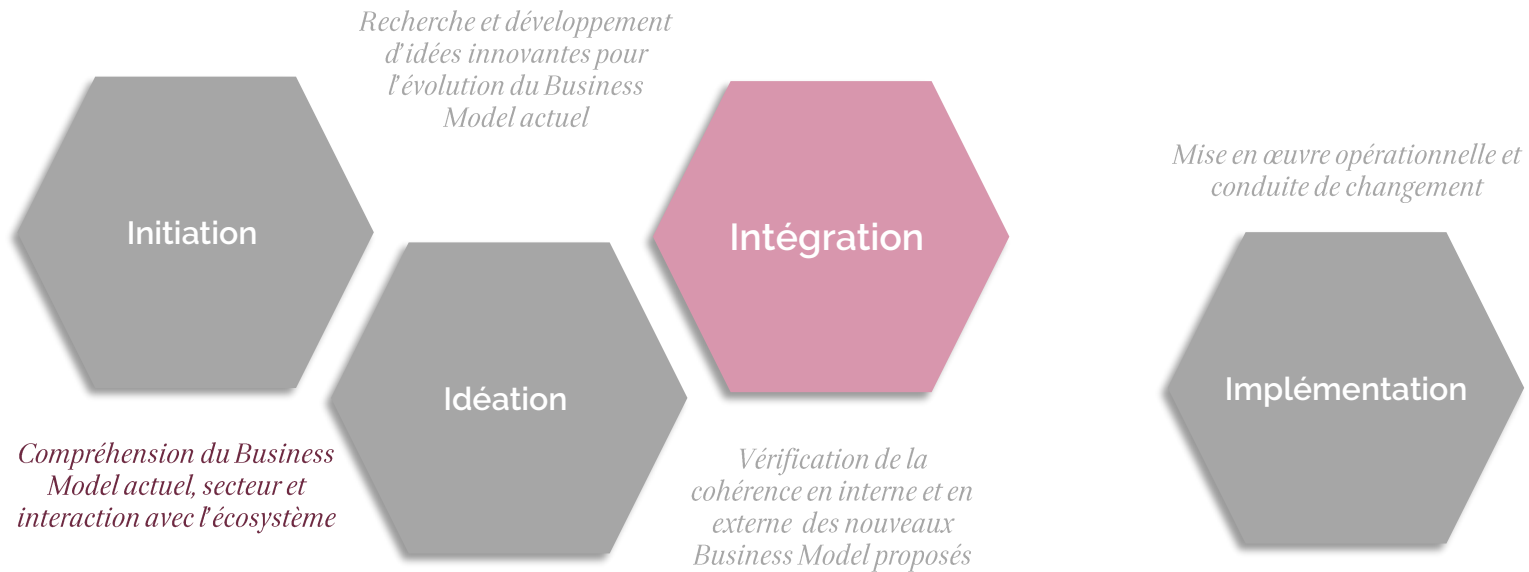 Recherche et développement
d'idées innovantes pour
l'évolution du Business
Model actuel
Initiation
Idéation
Compréhension du Business
Model actuel, secteur et
interaction avec l'écosystème
Intégration
Vérification de la
cohérence en interne et en
externe  des nouveaux
Business Model proposés
Mise en œuvre opérationnelle et
conduite de changement
Implémentation